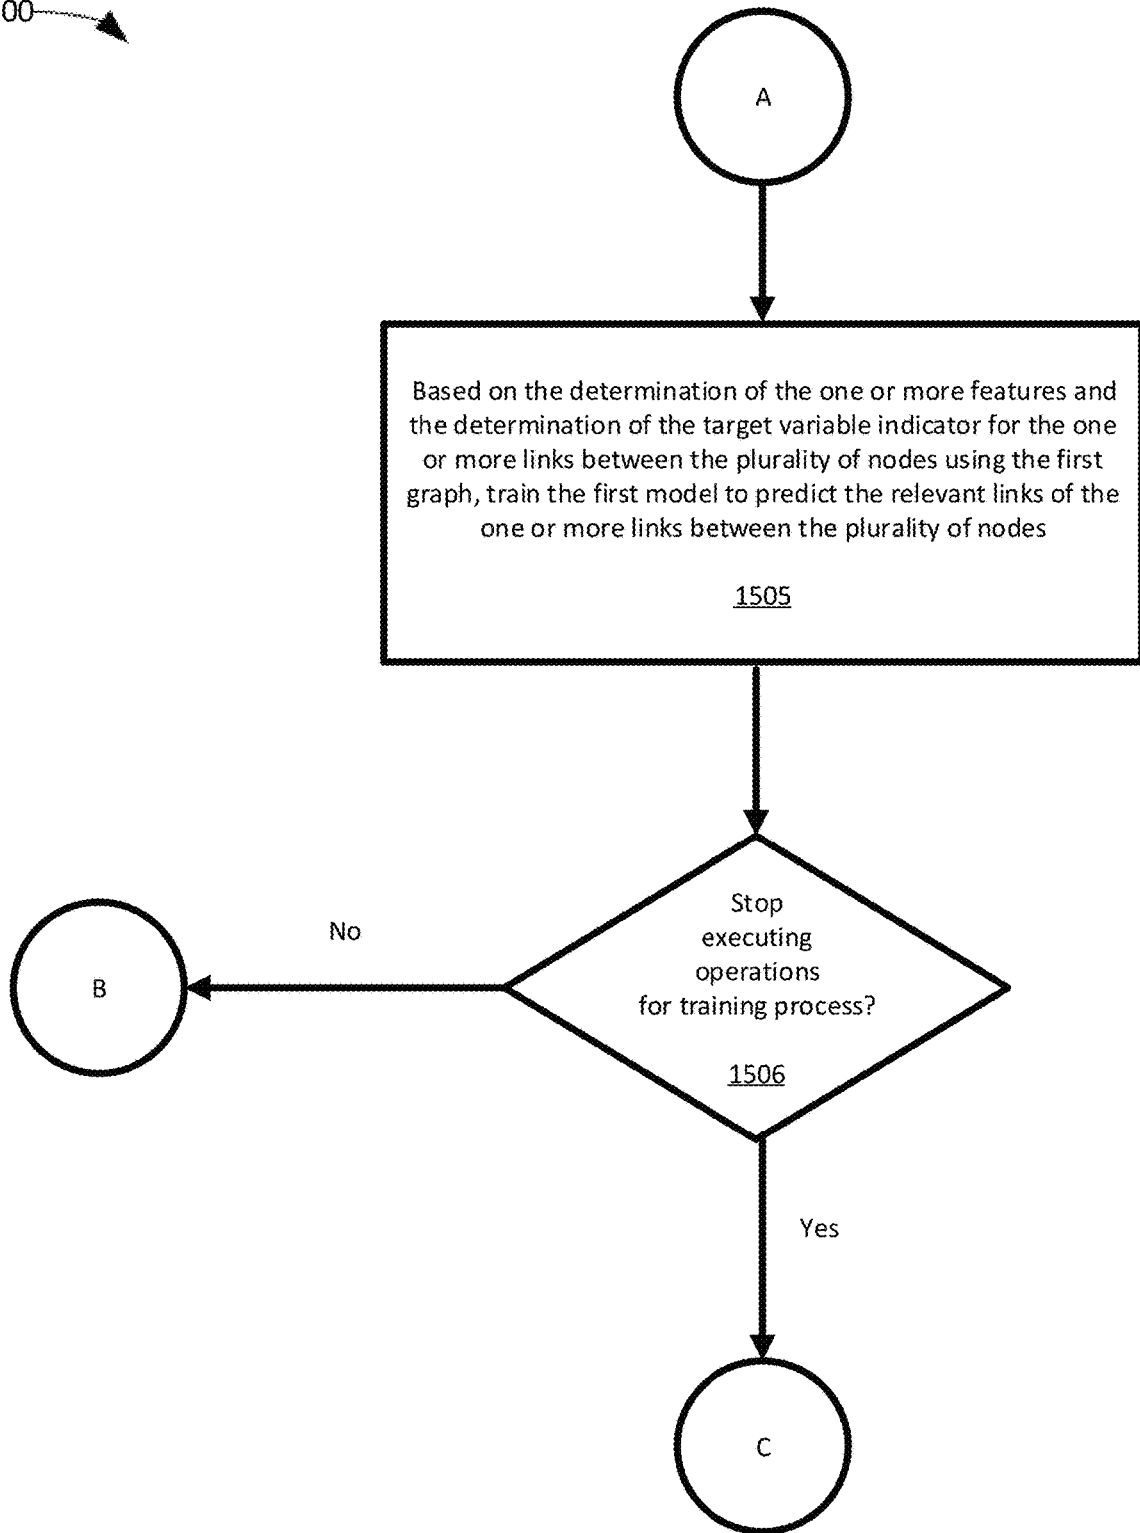 00
A
Based on the determination of the one or more features and
the determination of the target variable indicator for the one
or more links between the plurality of nodes using the first
graph, train the first model to predict the relevant links of the
one or more links between the plurality of nodes
1505
Stop
executing
operations
for training process?
1506
No
B
Yes
C